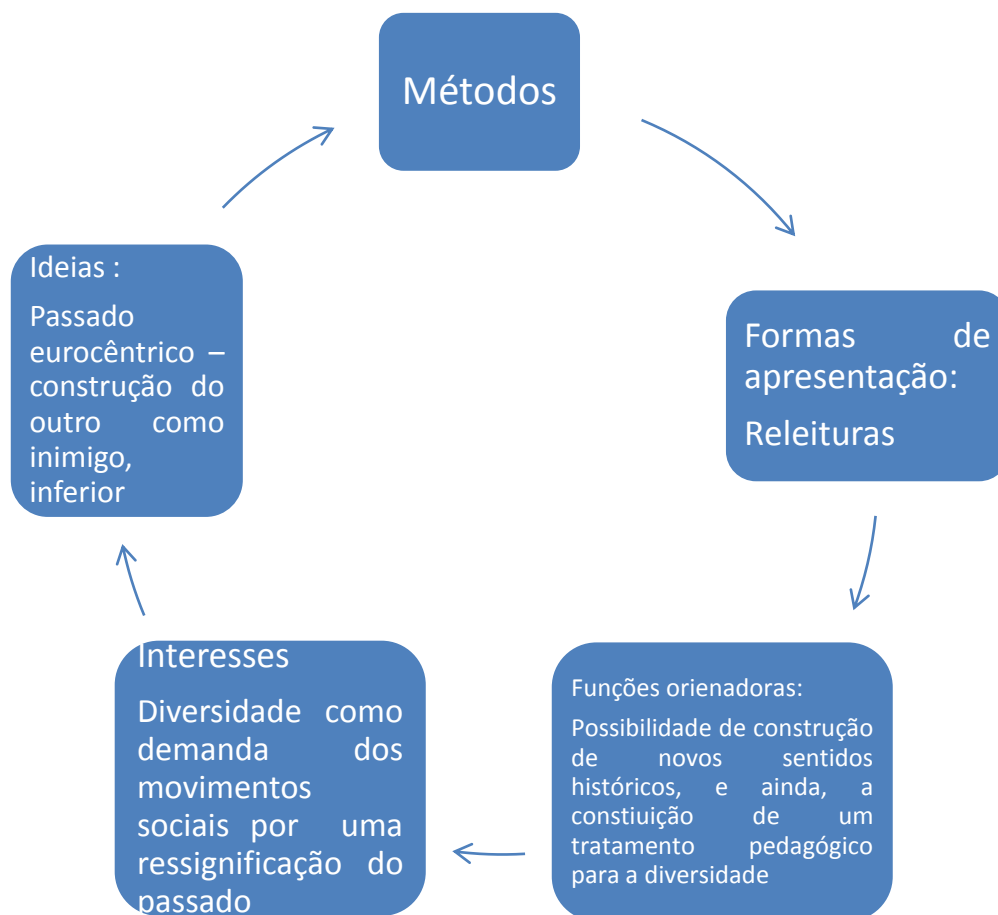 Métodos
Formas de
apresentação:
Releituras
Funções orienadoras:
Possibilidade de construção
de novos sentidos
históricos, e ainda, a
constiuição de um
tratamento pedagógico
para a diversidade
Interesses
Diversidade como
demanda dos
movimentos
sociais por uma
ressignificação do
passado
Ideias :
Passado
eurocêntrico –
construção do
outro como
inimigo,
inferior